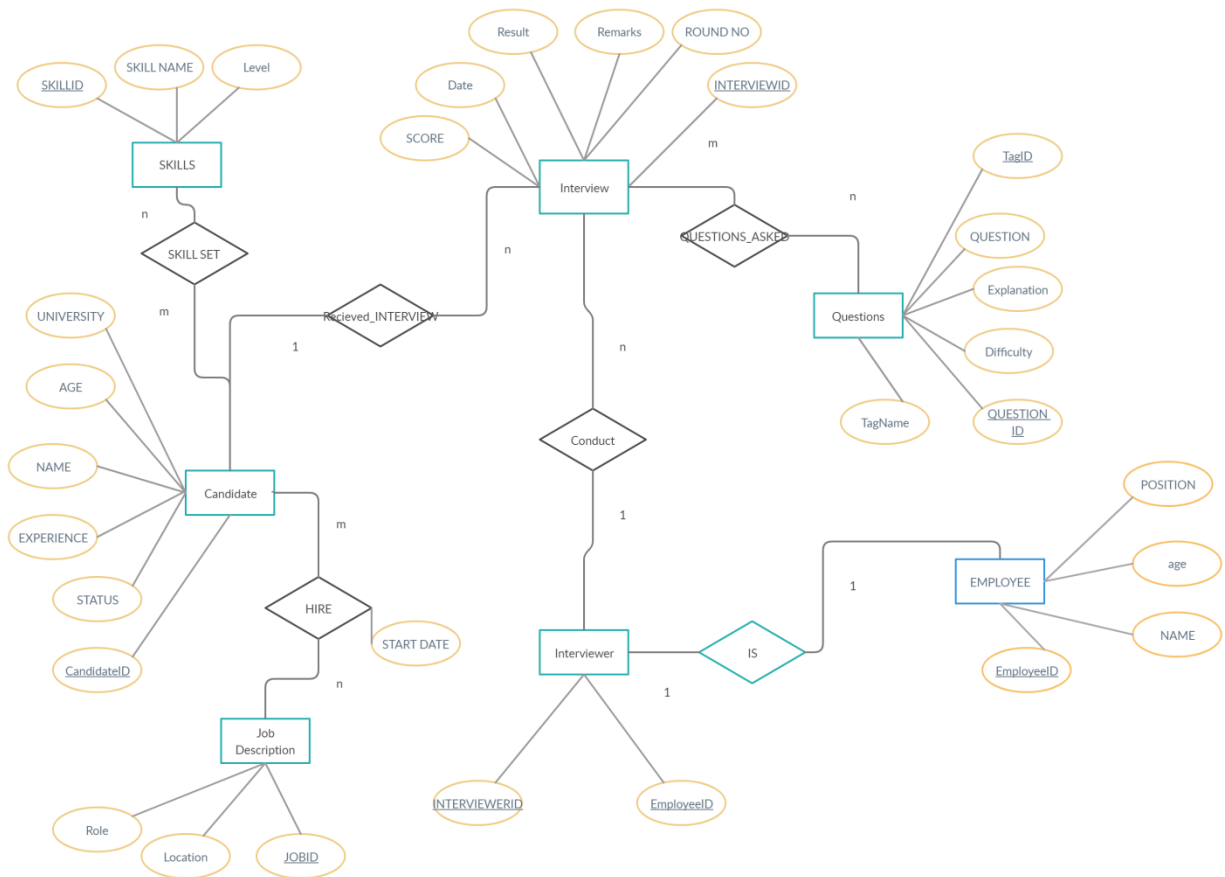 Result
Remarks
ROUND NO
SKILL NAME
Level
SKILLID
Date
INTERVIEWID
SCORE
m
TagID
SKILLS
Interview
n
n
QUESTION
QUESTIONS_ASKED
n
SKILL SET
Explanation
m
UNIVERSITY
Recieved_INTERVIEW
Questions
1
n
Difficulty
AGE
TagName
QUESTION
ID
Conduct
NAME
POSITION
Candidate
1
m
EXPERIENCE
age
EMPLOYEE
1
STATUS
HIRE
NAME
START DATE
Interviewer
IS
CandidateID
EmployeeID
n
1
Job
Description
INTERVIEWERID
EmployeeID
Role
Location
JOBID